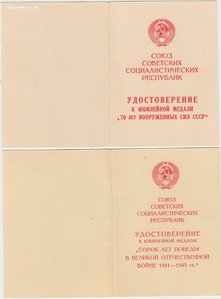 СОЮЗ
СОВЕТСКИХ
СОЦИАЛИСТИЧЕСКИХ
РЕСПУБЛИК
УДОСТОВЕРЕНИЕ
К ЮБИЛЕЙНОЙ МЕДАЛИ
„70 ЛЕТ ВООРУЖЕННЫХ СИЛ СССР"
СОЮЗ
СОВЕТСКИХ
СОЦИАЛИСТИЧЕСКИХ
РЕСПУБЛИК
УДОСТОВЕРЕНИЕ
К ЮБИЛЕЙНОЙ МЕДАЛИ
„СОРОК ЛЕТ ПОБЕДЫ
В ВЕЛИКОЙ ОТЕЧЕСТВЕННОЙ
ВОЙНЕ 1941—1945 гг."